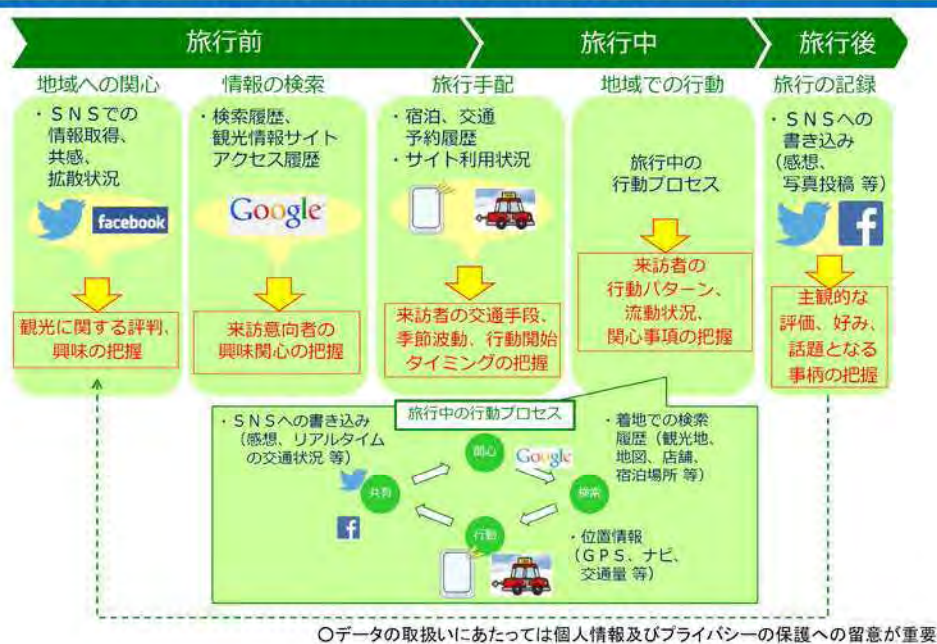 旅行前
旅行中
旅行後
地域への関心
・ＳＮＳでの
情報取得、
共感、
拡散状況
facebook
観光に関する評判、
興味の把握
情報の検索
・検索履歴、
観光情報サイト
アクセス履歴
Google
来訪意向者の
興味関心の把握
旅行手配
・宿泊、交通
予約履歴
・サイト利用状況
来訪者の交通手段、
季節波動、行動開始
タイミングの把握
地域での行動
旅行中の
行動プロセス
来訪者の
行動パターン、
流動状況、
関心事項の把握
旅行の記録
・ＳＮＳへの
書き込み
(感想、
写真投稿 等)
f
主観的な
評価、好み、
話題となる
事柄の把握
旅行中の行動プロセス
・ＳＮＳへの書き込み
（感想、リアルタイム
の交通状況 等）
関心
Google
・着地での検索
履歴（観光地、
地図、店舗、
宿泊場所 等）
共有
検索
f
行動
・位置情報
（ＧＰＳ、ナビ、
交通量 等）
○データの取扱いにあたっては個人情報及びプライバシーの保護への留意が重要